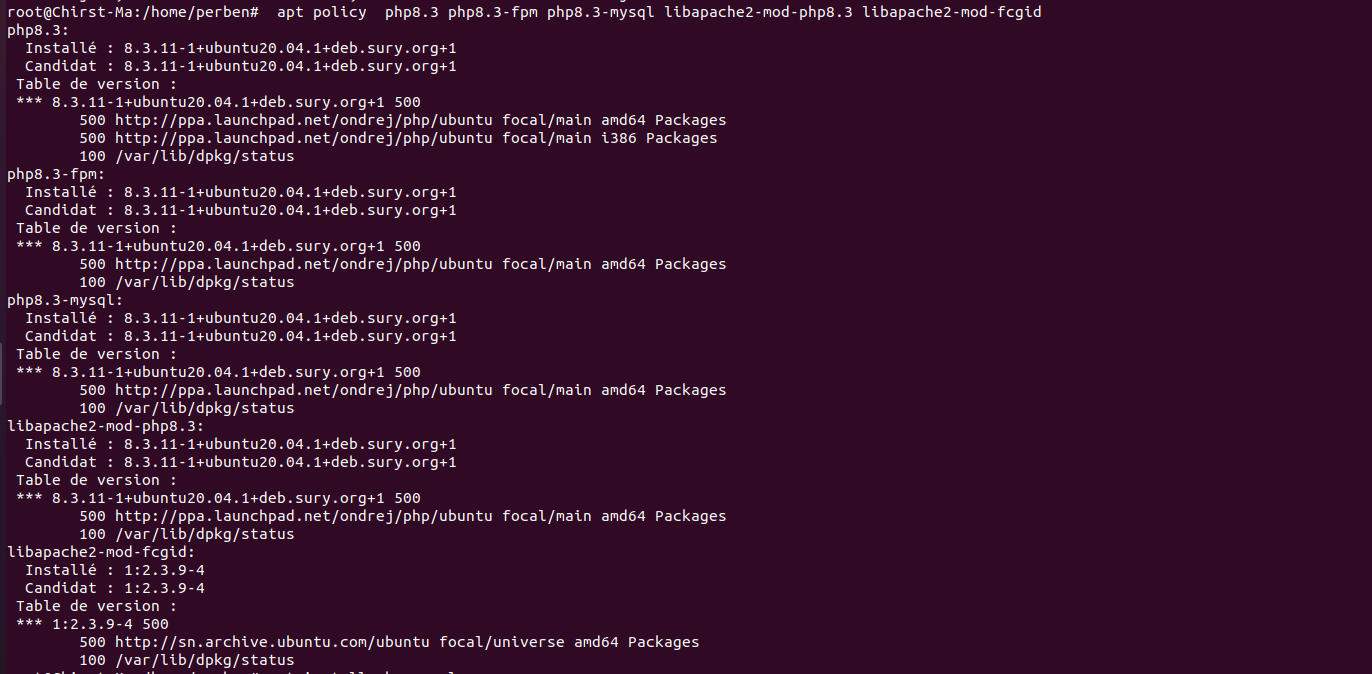 root@Chirst-Ma:/home/perben#  apt policy  php8.3 php8.3-fpm php8.3-mysql libapache2-mod-php8.3 libapache2-mod-fcgid
php8.3:
  Installé : 8.3.11-1+ubuntu20.04.1+deb.sury.org+1
  Candidat : 8.3.11-1+ubuntu20.04.1+deb.sury.org+1
 Table de version :
 *** 8.3.11-1+ubuntu20.04.1+deb.sury.org+1 500
        500 http://ppa.launchpad.net/ondrej/php/ubuntu focal/main amd64 Packages
        500 http://ppa.launchpad.net/ondrej/php/ubuntu focal/main i386 Packages
        100 /var/lib/dpkg/status
php8.3-fpm:
  Installé : 8.3.11-1+ubuntu20.04.1+deb.sury.org+1
  Candidat : 8.3.11-1+ubuntu20.04.1+deb.sury.org+1
 Table de version :
 *** 8.3.11-1+ubuntu20.04.1+deb.sury.org+1 500
        500 http://ppa.launchpad.net/ondrej/php/ubuntu focal/main amd64 Packages
        100 /var/lib/dpkg/status
php8.3-mysql:
  Installé : 8.3.11-1+ubuntu20.04.1+deb.sury.org+1
  Candidat : 8.3.11-1+ubuntu20.04.1+deb.sury.org+1
 Table de version :
 *** 8.3.11-1+ubuntu20.04.1+deb.sury.org+1 500
        500 http://ppa.launchpad.net/ondrej/php/ubuntu focal/main amd64 Packages
        100 /var/lib/dpkg/status
libapache2-mod-php8.3:
  Installé : 8.3.11-1+ubuntu20.04.1+deb.sury.org+1
  Candidat : 8.3.11-1+ubuntu20.04.1+deb.sury.org+1
 Table de version :
 *** 8.3.11-1+ubuntu20.04.1+deb.sury.org+1 500
        500 http://ppa.launchpad.net/ondrej/php/ubuntu focal/main amd64 Packages
        100 /var/lib/dpkg/status
libapache2-mod-fcgid:
  Installé : 1:2.3.9-4
  Candidat : 1:2.3.9-4
 Table de version :
 *** 1:2.3.9-4 500
        500 http://sn.archive.ubuntu.com/ubuntu focal/universe amd64 Packages
        100 /var/lib/dpkg/status